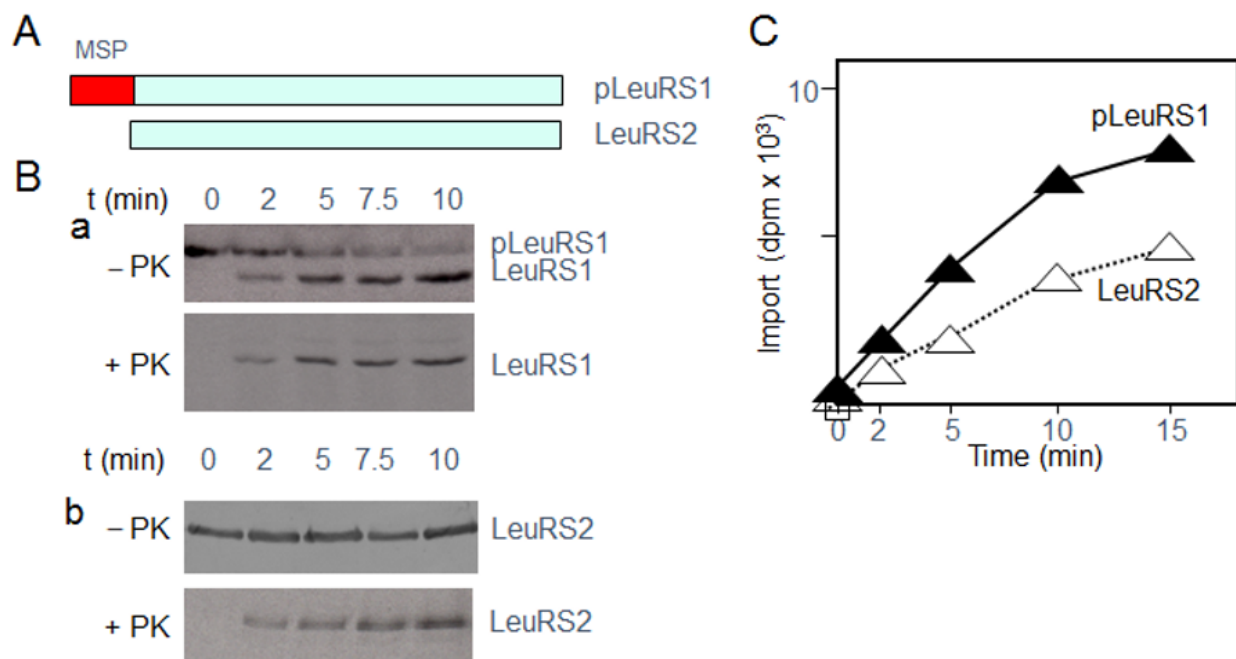 A
MSP
pLeuRS1
LeuRS2
B
t (min) 0 2 5 7.5 10
a
– PK
pLeuRS1
LeuRS1
+ PK
LeuRS1
t (min) 0 2 5 7.5 10
b
– PK
LeuRS2
+ PK
LeuRS2
C
Import (dpm x 10³)
10
pLeuRS1
LeuRS2
0 2 5 10 15
Time (min)